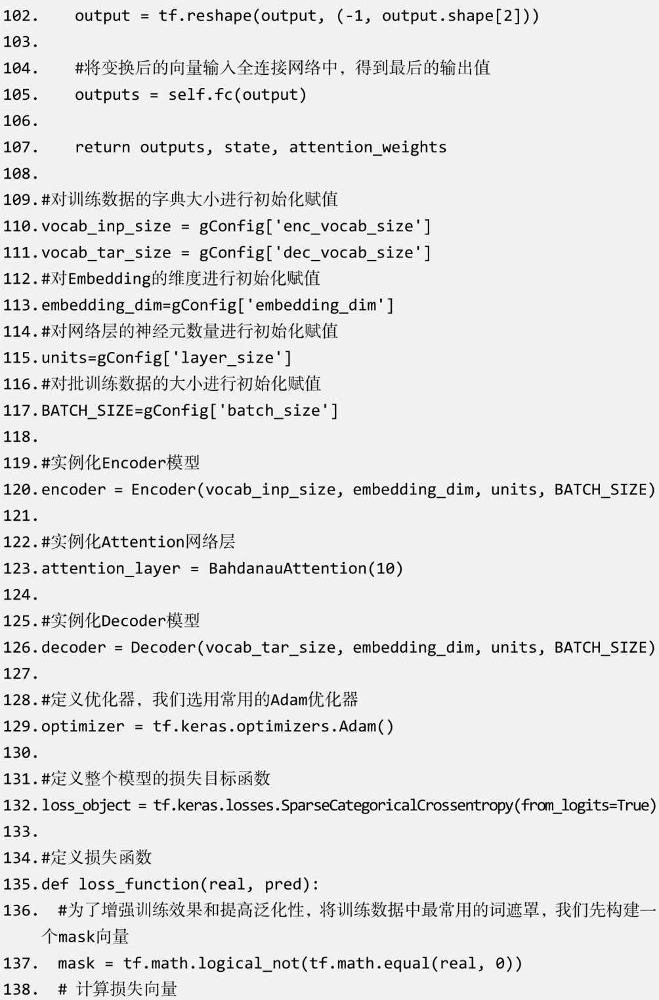 102.    output = tf.reshape(output, (-1, output.shape[2]))
103.
104.    #将变换后的向量输入全连接网络中，得到最后的输出值
105.    outputs = self.fc(output)
106.
107.    return outputs, state, attention_weights
108.
109.#对训练数据的字典大小进行初始化赋值
110.vocab_inp_size = gConfig['enc_vocab_size']
111.vocab_tar_size = gConfig['dec_vocab_size']
112.#对Embedding的维度进行初始化赋值
113.embedding_dim=gConfig['embedding_dim']
114.#对网络层的神经元数量进行初始化赋值
115.units=gConfig['layer_size']
116.#对批训练数据的大小进行初始化赋值
117.BATCH_SIZE=gConfig['batch_size']
118.
119.#实例化Encoder模型
120.encoder = Encoder(vocab_inp_size, embedding_dim, units, BATCH_SIZE)
121.
122.#实例化Attention网络层
123.attention_layer = BahdanauAttention(10)
124.
125.#实例化Decoder模型
126.decoder = Decoder(vocab_tar_size, embedding_dim, units, BATCH_SIZE)
127.
128.#定义优化器，我们选用常用的Adam优化器
129.optimizer = tf.keras.optimizers.Adam()
130.
131.#定义整个模型的损失目标函数
132.loss_object = tf.keras.losses.SparseCategoricalCrossentropy(from_logits=True)
133.
134.#定义损失函数
135.def loss_function(real, pred):
136.  #为了增强训练效果和提高泛化性，将训练数据中最常用的词遮罩，我们先构建一
个mask向量
137.  mask = tf.math.logical_not(tf.math.equal(real, 0))
138.  # 计算损失向量